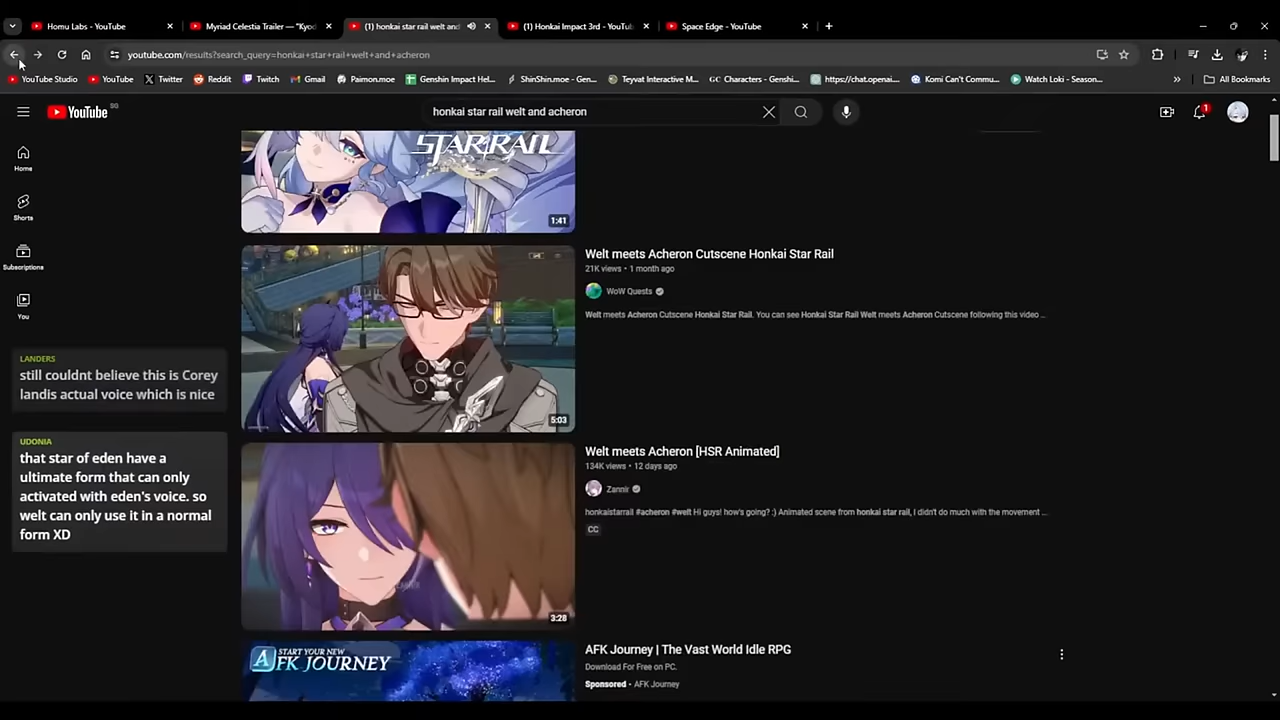 Homu Labs - YouTube
Myriad Celestia Trailer — "Kyod
(1) honkai star rail welt and
(1) Honkai Impact 3rd - YouTu
Space Edge - YouTube
youtube.com/results?search_query=honkai+star+rail+welt+and+acheron
YouTube Studio
YouTube
Twitter
Reddit
Twitch
Gmail
Paimon.moe
Genshin Impact Hel...
ShinShin.moe - Gen...
Teyvat Interactive M...
GC Characters - Genshi...
https://chat.openai....
Komi Can't Commu...
Watch Loki - Season...
All Bookmarks
YouTube SG
honkai star rail welt and acheron
1
Home
Shorts
Subscriptions
You
STAR RAIL
1:41
Welt meets Acheron Cutscene Honkai Star Rail
21K views • 1 month ago
WoW Quests
Welt meets Acheron Cutscene Honkai Star Rail. You can see Honkai Star Rail Welt meets Acheron Cutscene following this video ...
5:03
LANDERS
still couldnt believe this is Corey
landis actual voice which is nice
UDONIA
that star of eden have a
ultimate form that can only
activated with eden's voice. so
welt can only use it in a normal
form XD
Welt meets Acheron [HSR Animated]
134K views • 12 days ago
Zannir
honkaistarrail #acheron #welt Hi guys! how's going? :) Animated scene from honkai star rail, I didn't do much with the movement ...
CC
3:28
START YOUR NEW
AFK JOURNEY
AFK Journey | The Vast World Idle RPG
Download For Free on PC.
Sponsored • AFK Journey